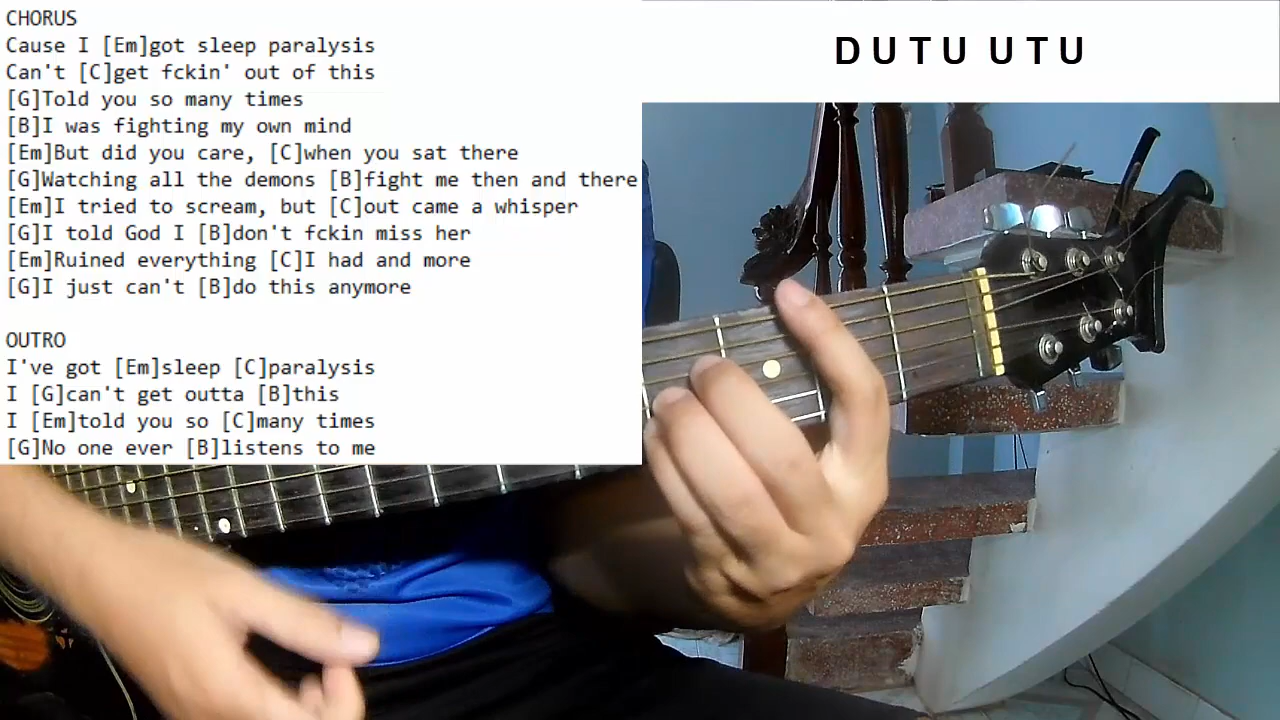 CHORUS
Cause I [Em]got sleep paralysis
Can't [C]get fckin' out of this
[G]Told you so many times
[B]I was fighting my own mind
[Em]But did you care, [C]when you sat there
[G]Watching all the demons [B]fight me then and there
[Em]I tried to scream, but [C]out came a whisper
[G]I told God I [B]don't fckin miss her
[Em]Ruined everything [C]I had and more
[G]I just can't [B]do this anymore
OUTRO
I've got [Em]sleep [C]paralysis
I [G]can't get outta [B]this
I [Em]told you so [C]many times
[G]No one ever [B]listens to me
D U T U U T U